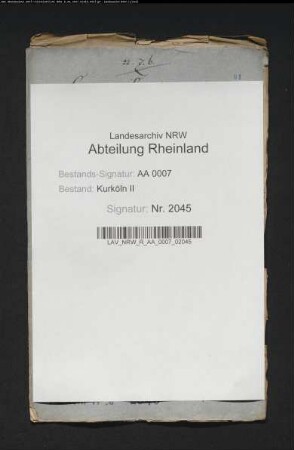 Landesarchiv NRW
Abteilung Rheinland
Bestands-Signatur: AA 0007
Bestand: Kurköln II
Signatur: Nr. 2045
LAV_NRW_R_AA_0007_02045